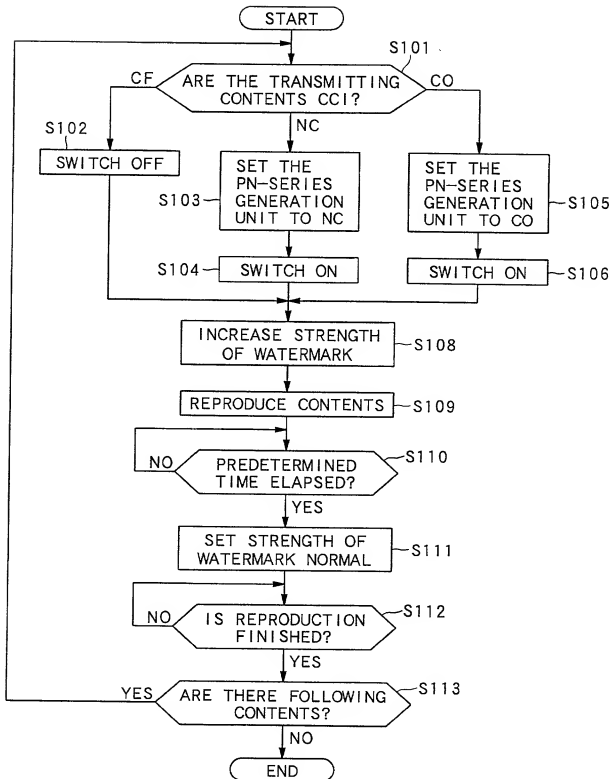 START
S101
ARE THE TRANSMITTING
CONTENTS CCI?
CF
CO
NC
S102
SWITCH OFF
SET THE
PN-SERIES
GENERATION
UNIT TO NC
S103
SET THE
PN-SERIES
GENERATION
UNIT TO CO
S105
S104
SWITCH ON
SWITCH ON
S106
INCREASE STRENGTH
OF WATERMARK
S108
REPRODUCE CONTENTS
S109
S110
NO
PREDETERMINED
TIME ELAPSED?
YES
SET STRENGTH OF
WATERMARK NORMAL
S111
S112
NO
IS REPRODUCTION
FINISHED?
YES
S113
YES
ARE THERE FOLLOWING
CONTENTS?
NO
END